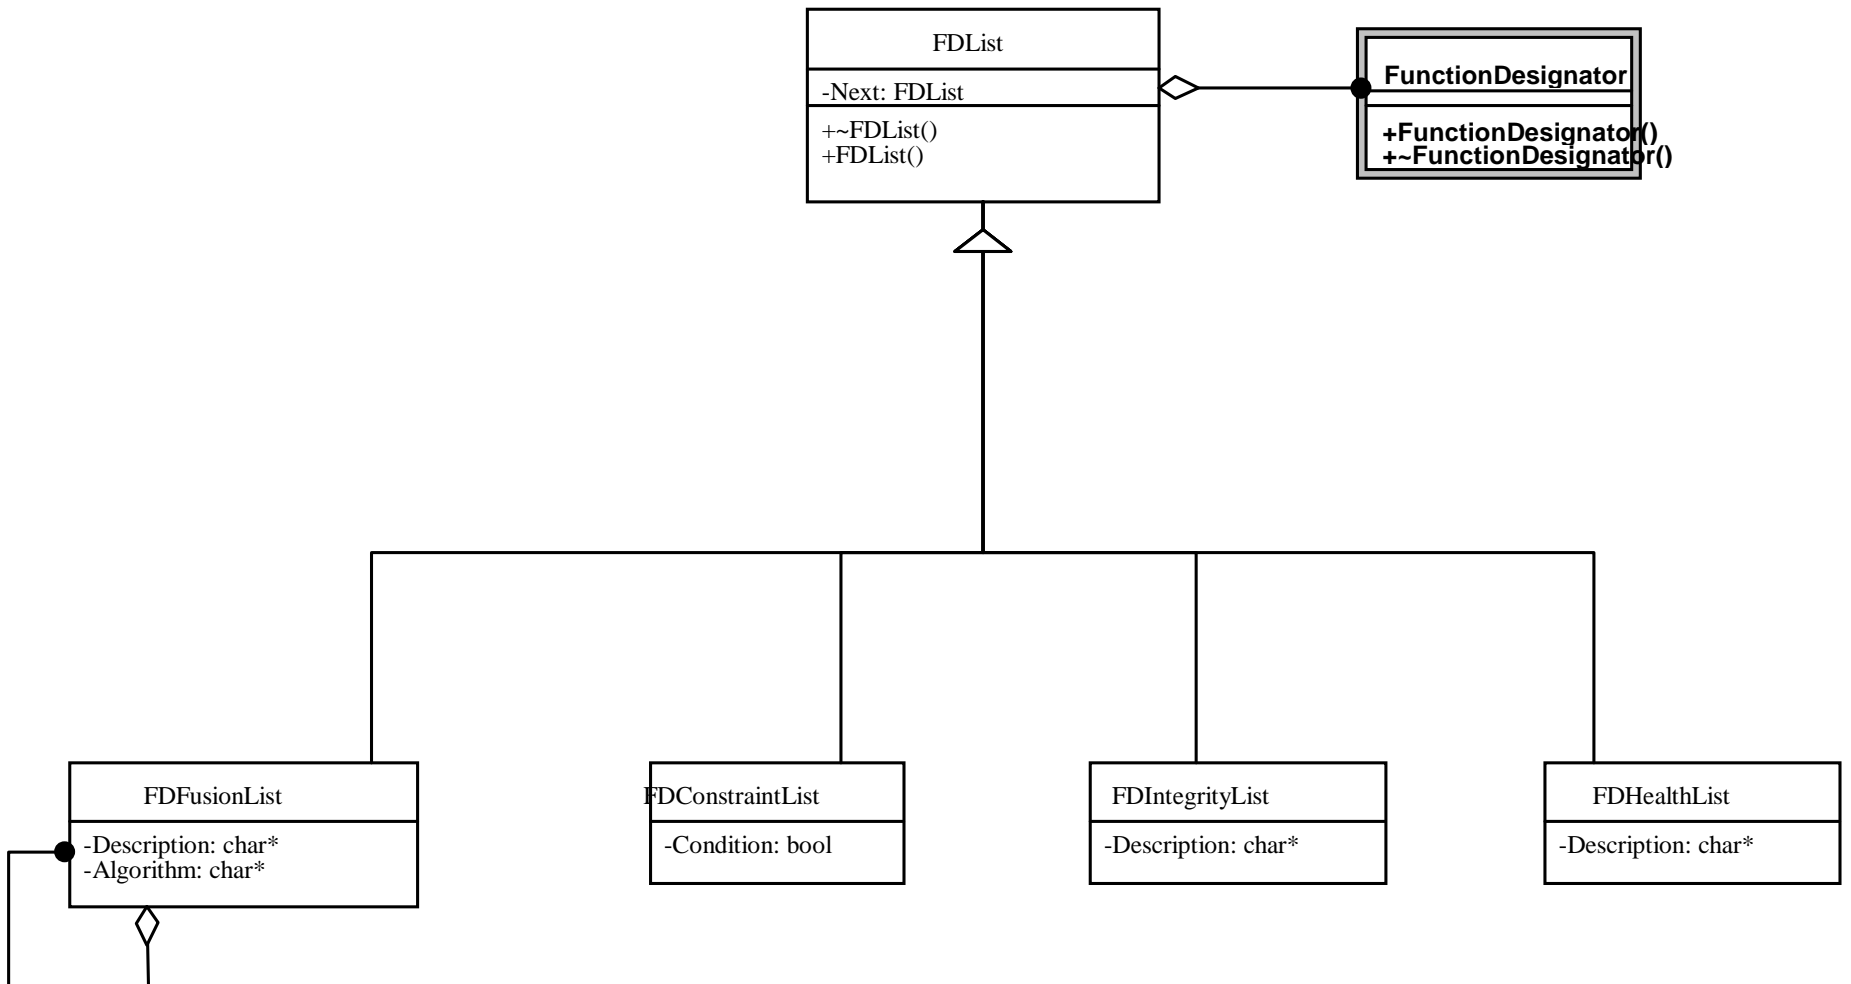 FDList
-Next: FDList
+~FDList()
+FDList()
FunctionDesignator
+FunctionDesignator()
+~FunctionDesignator()
FDFusionList
-Description: char*
-Algorithm: char*
FDConstraintList
-Condition: bool
FDIntegrityList
-Description: char*
FDHealthList
-Description: char*